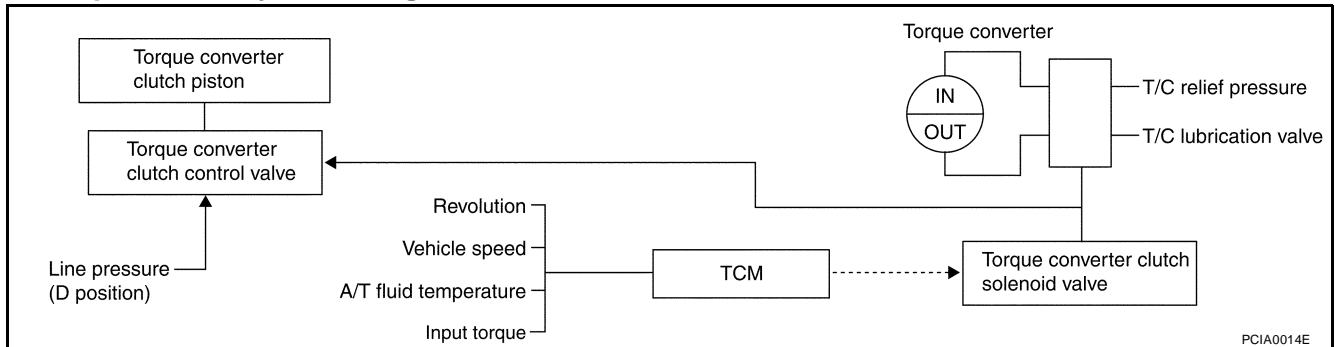 Torque converter
clutch piston
Torque converter
clutch control valve
Line pressure
(D position)
Revolution
Vehicle speed
A/T fluid temperature
Input torque
TCM
Torque converter
IN
OUT
T/C relief pressure
T/C lubrication valve
Torque converter clutch
solenoid valve
PCIA0014E